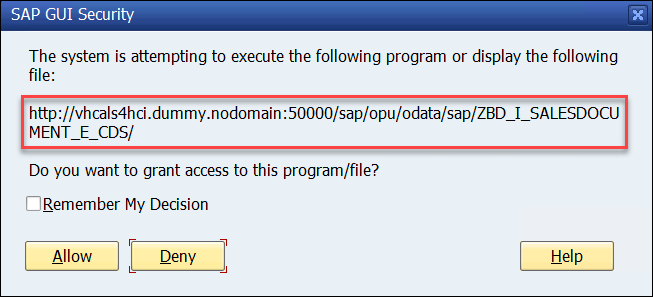 SAP GUI Security
The system is attempting to execute the following program or display the following
file:
http://vhcals4hci.dummy.nodomain:50000/sap/opu/odata/sap/ZBD_I_SALESDOCU
MENT_E_CDS/
Do you want to grant access to this program/file?
Remember My Decision
Allow Deny Help